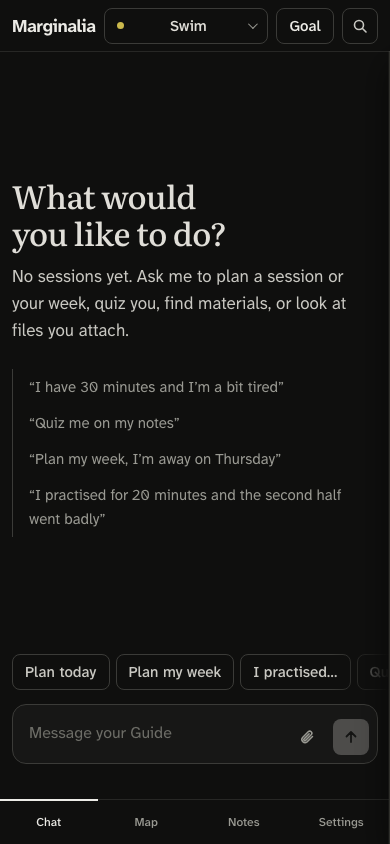 Marginalia
Swim
Goal
What would
you like to do?
No sessions yet. Ask me to plan a session or
your week, quiz you, find materials, or look at
files you attach.
“I have 30 minutes and I’m a bit tired”
“Quiz me on my notes”
“Plan my week, I’m away on Thursday”
“I practised for 20 minutes and the second half
went badly”
Plan today
Plan my week
I practised…
Message your Guide
Chat
Map
Notes
Settings